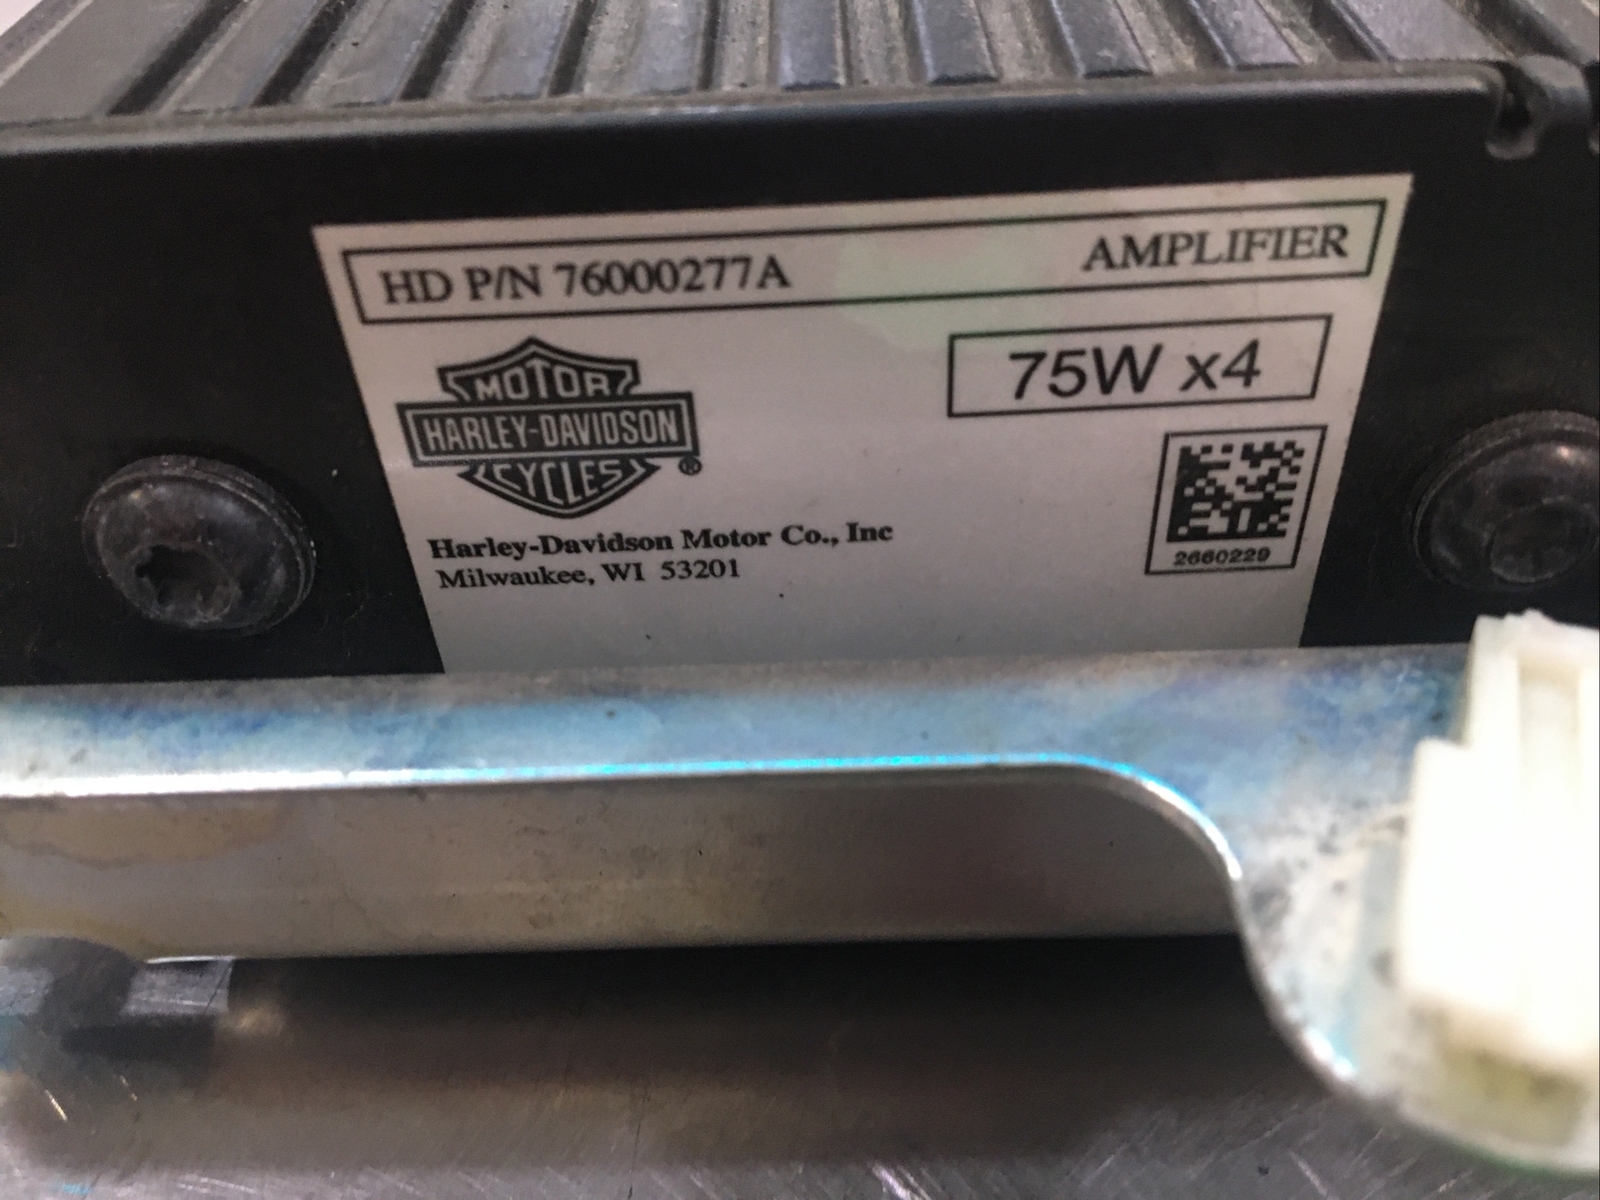 HD P/N 76000277A AMPLIFIER
75W x4
MOTOR
HARLEY-DAVIDSON
CYCLES
®
Harley-Davidson Motor Co., Inc
Milwaukee, WI 53201
2660229